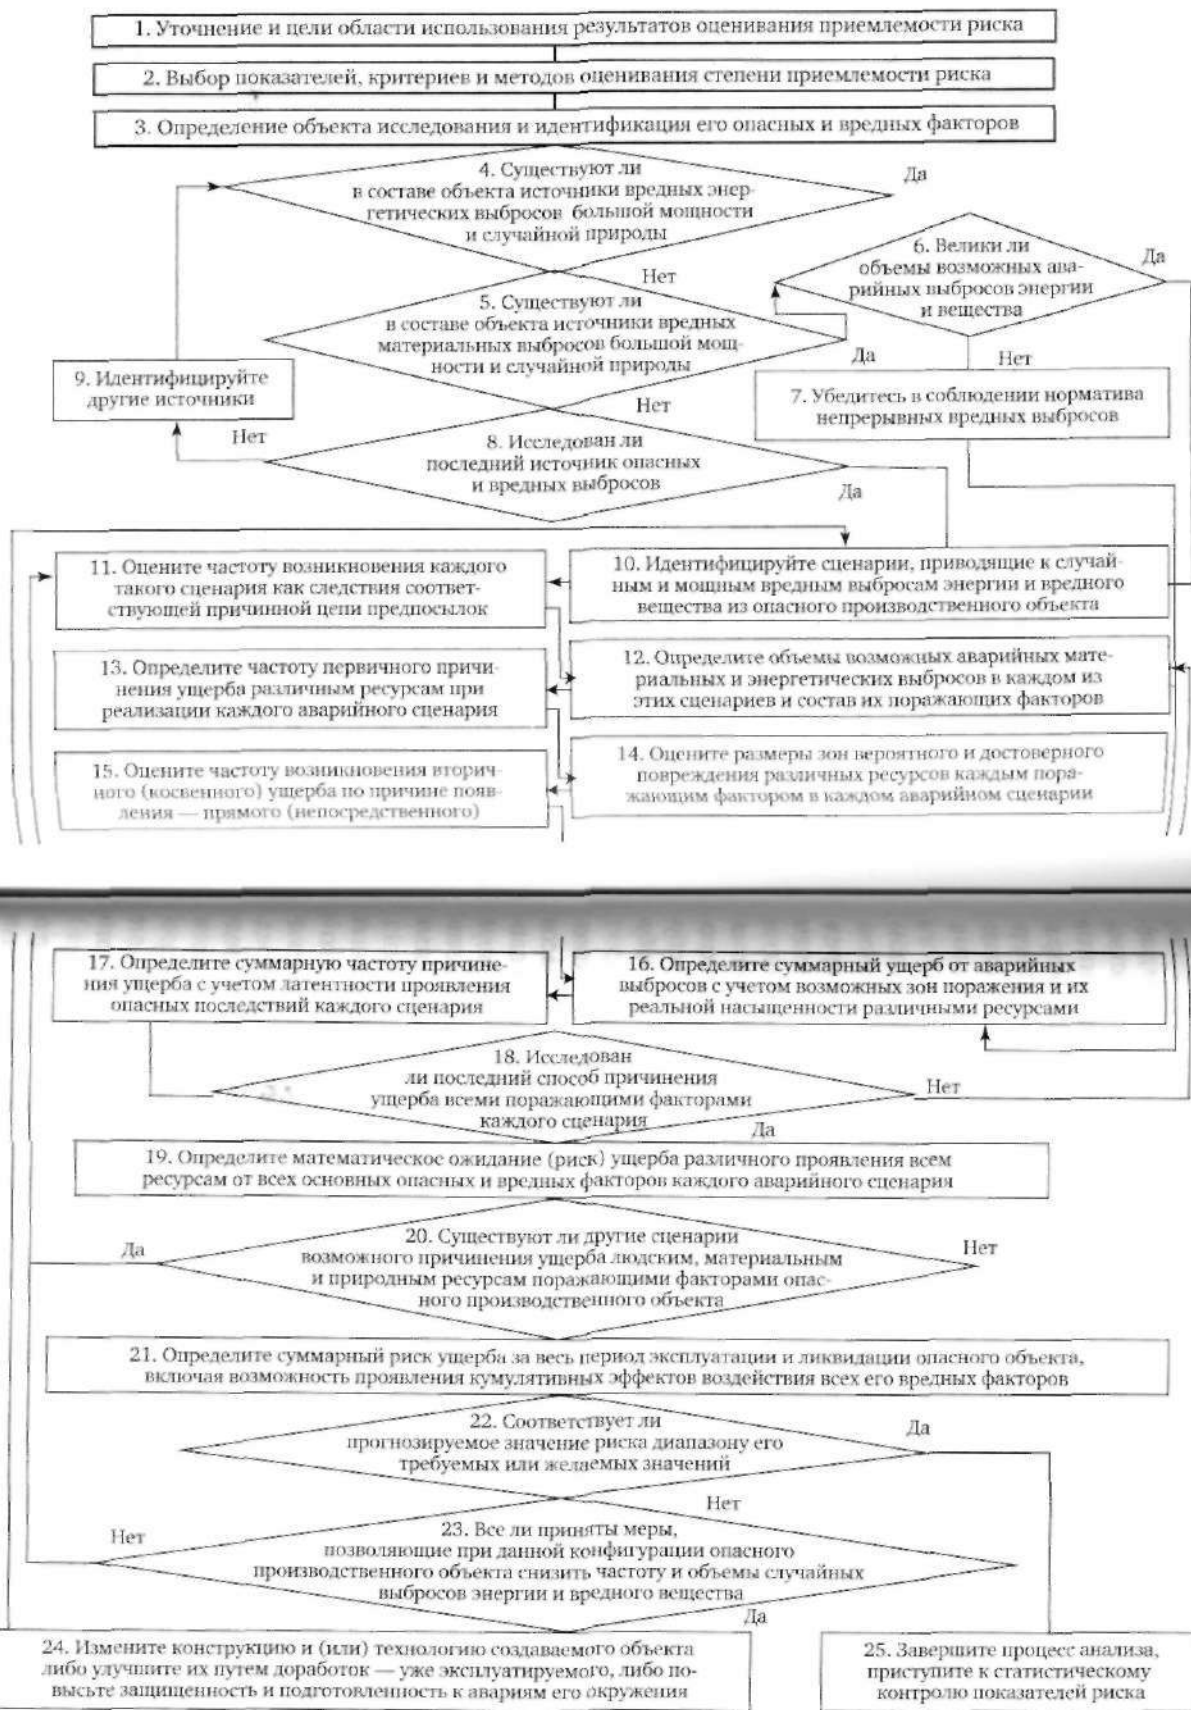 1. Уточнение и цели области использования результатов оценивания приемлемости риска
2. Выбор показателей, критериев и методов оценивания степени приемлемости риска
3. Определение объекта исследования и идентификация его опасных и вредных факторов
4. Существуют ли
в составе объекта источники вредных энер-
гетических выбросов большой мощности
и случайной природы
Да
Нет
6. Велики ли
объемы возможных ава-
рийных выбросов энергии
и вещества
Да
Нет
5. Существуют ли
в составе объекта источники вредных
материальных выбросов большой мощ-
ности и случайной природы
Да
Нет
7. Убедитесь в соблюдении норматива
непрерывных вредных выбросов
9. Идентифицируйте
другие источники
Нет
8. Исследован ли
последний источник опасных
и вредных выбросов
Да
11. Оцените частоту возникновения каждого
такого сценария как следствия соответ-
ствующей причинной цепи предпосылок
10. Идентифицируйте сценарии, приводящие к случай-
ным и мощным вредным выбросам энергии и вредного
вещества из опасного производственного объекта
13. Определите частоту первичного причи-
нения ущерба различным ресурсам при
реализации каждого аварийного сценария
12. Определите объемы возможных аварийных мате-
риальных и энергетических выбросов в каждом из
этих сценариев и состав их поражающих факторов
15. Оцените частоту возникновения вторич-
ного (косвенного) ущерба по причине появ-
ления — прямого (непосредственного)
14. Оцените размеры зон вероятного и достоверного
повреждения различных ресурсов каждым пора-
жающим фактором в каждом аварийном сценарии
17. Определите суммарную частоту причине-
ния ущерба с учетом латентности проявления
опасных последствий каждого сценария
16. Определите суммарный ущерб от аварийных
выбросов с учетом возможных зон поражения и их
реальной насыщенности различными ресурсами
18. Исследован
ли последний способ причинения
ущерба всеми поражающими факторами
каждого сценария
Нет
Да
19. Определите математическое ожидание (риск) ущерба различного проявления всем
ресурсам от всех основных опасных и вредных факторов каждого аварийного сценария
Да
20. Существуют ли другие сценарии
возможного причинения ущерба людским, материальным
и природным ресурсам поражающими факторами опас-
ного производственного объекта
Нет
21. Определите суммарный риск ущерба за весь период эксплуатации и ликвидации опасного объекта,
включая возможность проявления кумулятивных эффектов воздействия всех его вредных факторов
22. Соответствует ли
прогнозируемое значение риска диапазону его
требуемых или желаемых значений
Да
Нет
Нет
23. Все ли приняты меры,
позволяющие при данной конфигурации опасного
производственного объекта снизить частоту и объемы случайных
выбросов энергии и вредного вещества
Да
24. Измените конструкцию и (или) технологию создаваемого объекта
либо улучшите их путем доработок — уже эксплуатируемого, либо по-
высьте защищенность и подготовленность к авариям его окружения
25. Завершите процесс анализа,
приступите к статистическому
контролю показателей риска